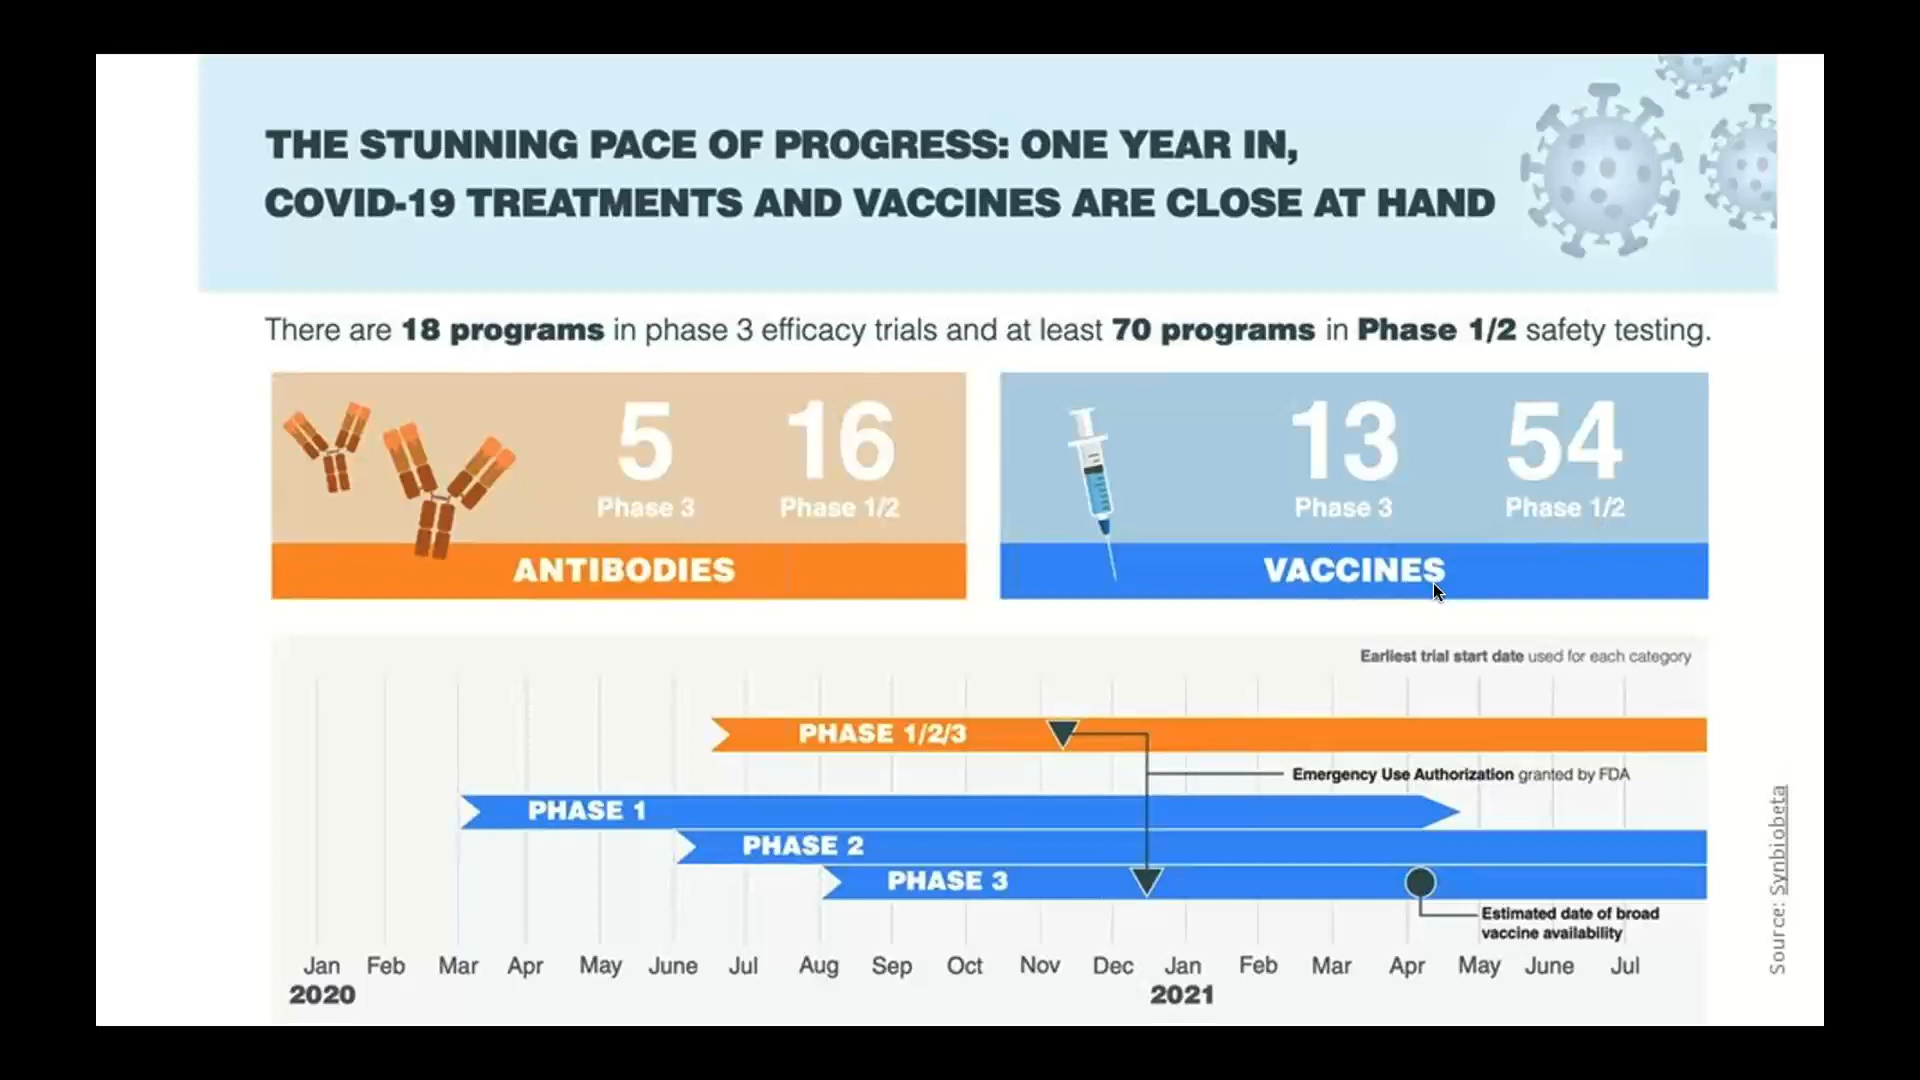 THE STUNNING PACE OF PROGRESS: ONE YEAR IN,
COVID-19 TREATMENTS AND VACCINES ARE CLOSE AT HAND
There are 18 programs in phase 3 efficacy trials and at least 70 programs in Phase 1/2 safety testing.
5
16
Phase 3
Phase 1/2
ANTIBODIES
13
54
Phase 3
Phase 1/2
VACCINES
Earliest trial start date used for each category
PHASE 1/2/3
Emergency Use Authorization granted by FDA
PHASE 1
PHASE 2
PHASE 3
Estimated date of broad
vaccine availability
Jan Feb Mar Apr May June Jul Aug Sep Oct Nov Dec Jan Feb Mar Apr May June Jul
2020 2021
Source: Synbiobeta